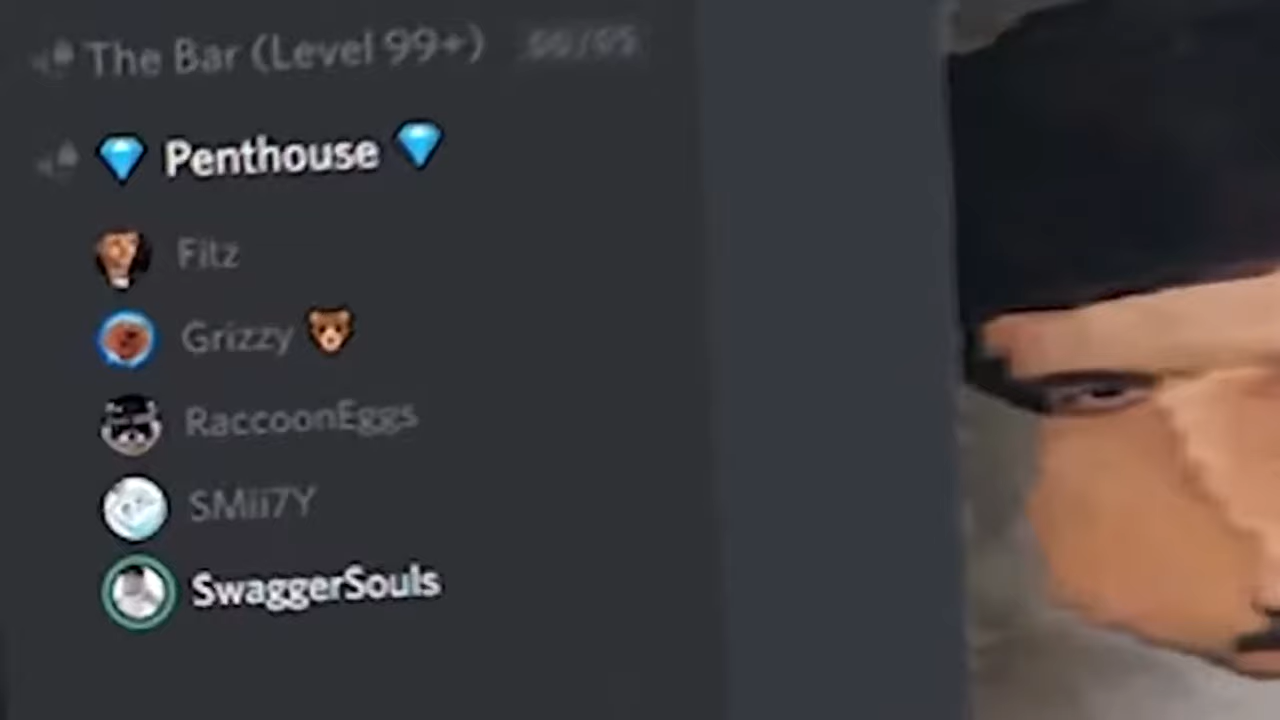 The Bar (Level 99+)
💎 Penthouse 💎
Fitz
Grizzy 🐻
RaccoonEggs
SMii7Y
SwaggerSouls